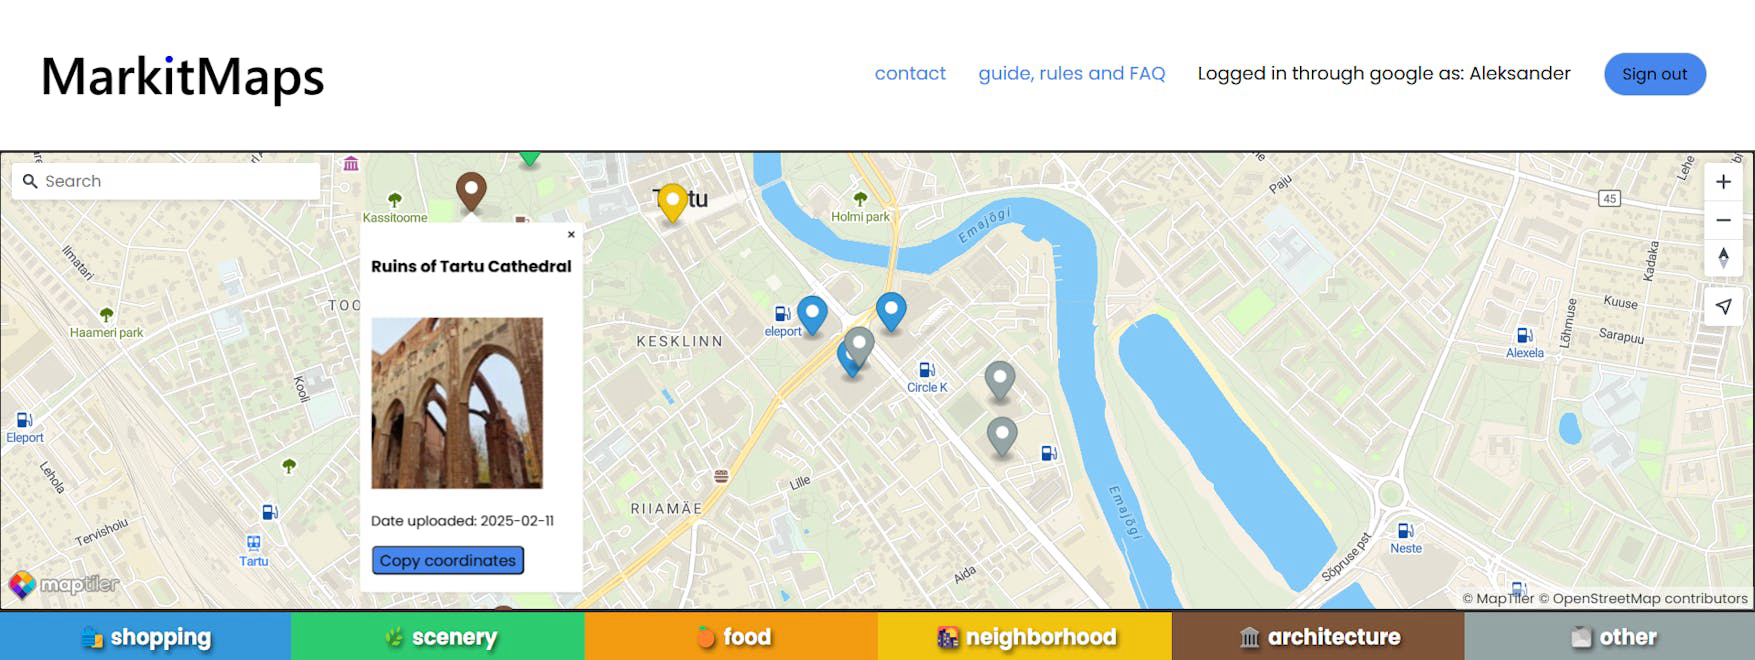 MarkitMaps
contact
guide, rules and FAQ
Logged in through google as: Aleksander
Sign out
Search
Kassitoome
Tartu
Holmi park
Emajõgi
Paju
45
Lehe
Kadaka
Ilmatari
Haameri park
TOO
Ruins of Tartu Cathedral
Date uploaded: 2025-02-11
Copy coordinates
KESKLINN
eleport
Circle K
Kuuse
Sarapuu
Lõhmuse
Alexela
Kooli
Eleport
Lehola
Tervishoiu
Tartu
RIIAMÄE
Lille
Aida
Emajõgi
Sõpruse pst
Neste
maptiler
© MapTiler © OpenStreetMap contributors
shopping
scenery
food
neighborhood
architecture
other